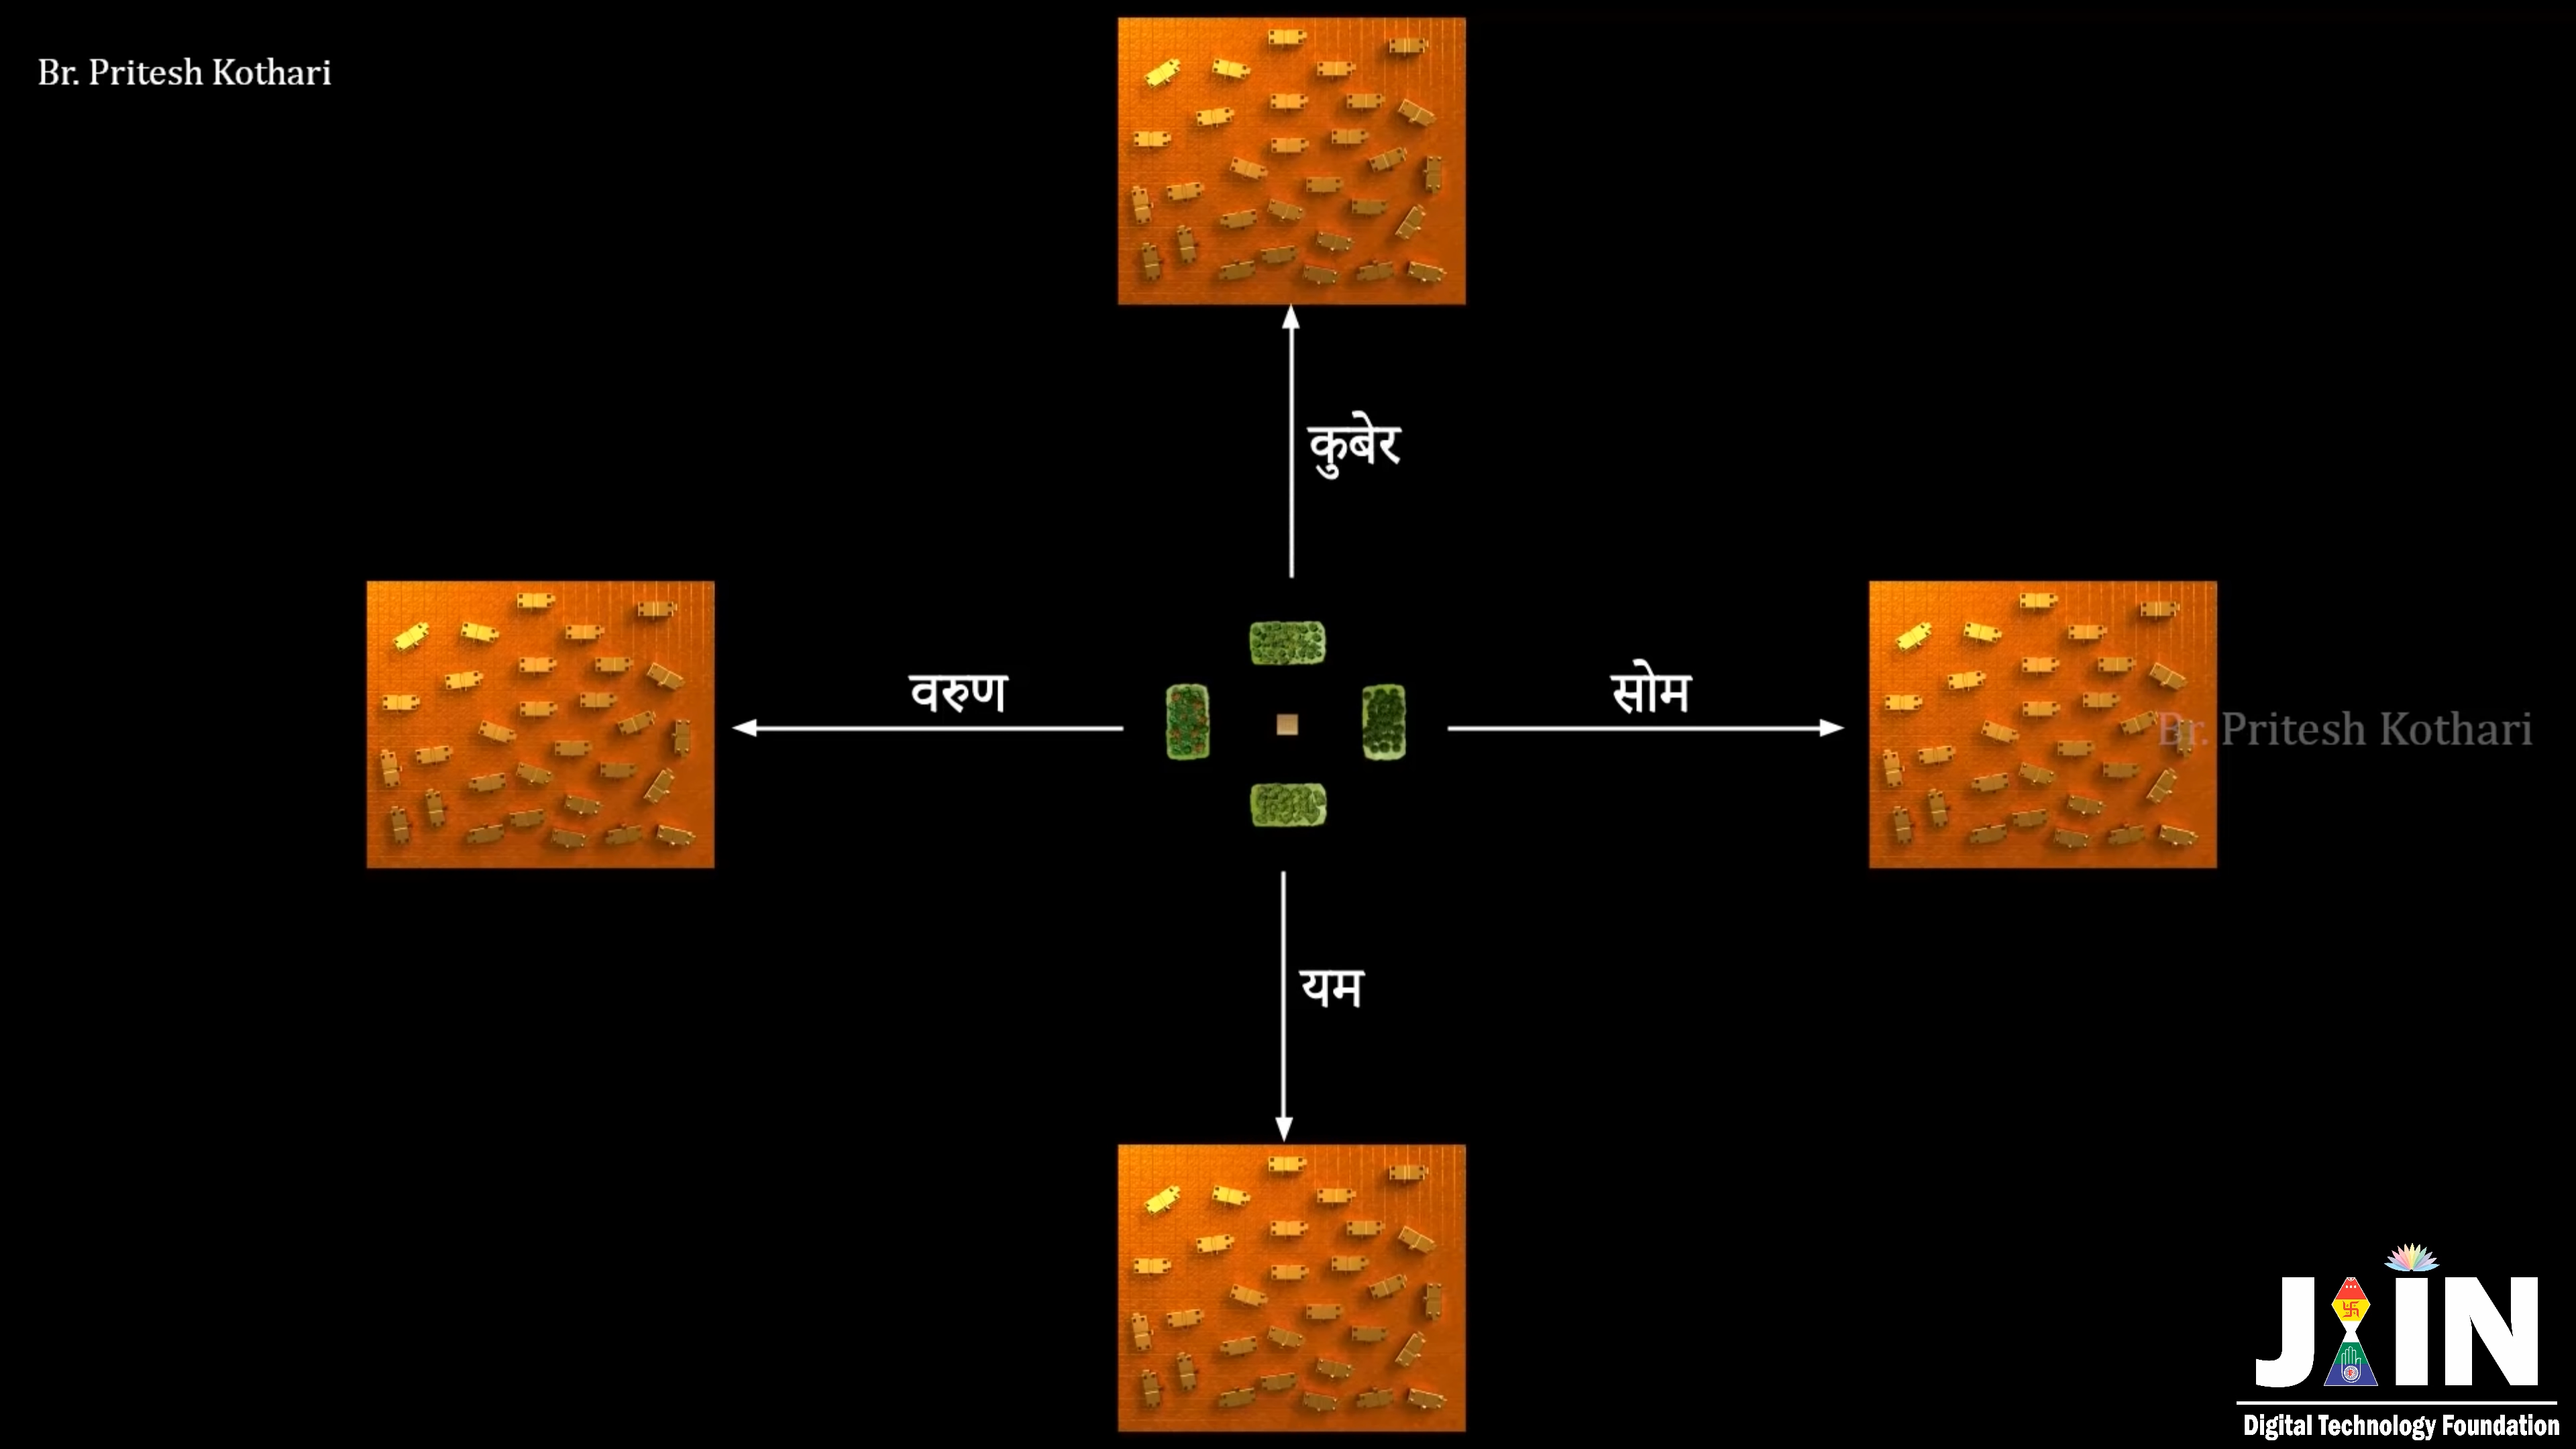 Br. Pritesh Kothari
कुबेर
वरुण
सोम
Br. Pritesh Kothari
यम
JAIN
Digital Technology Foundation